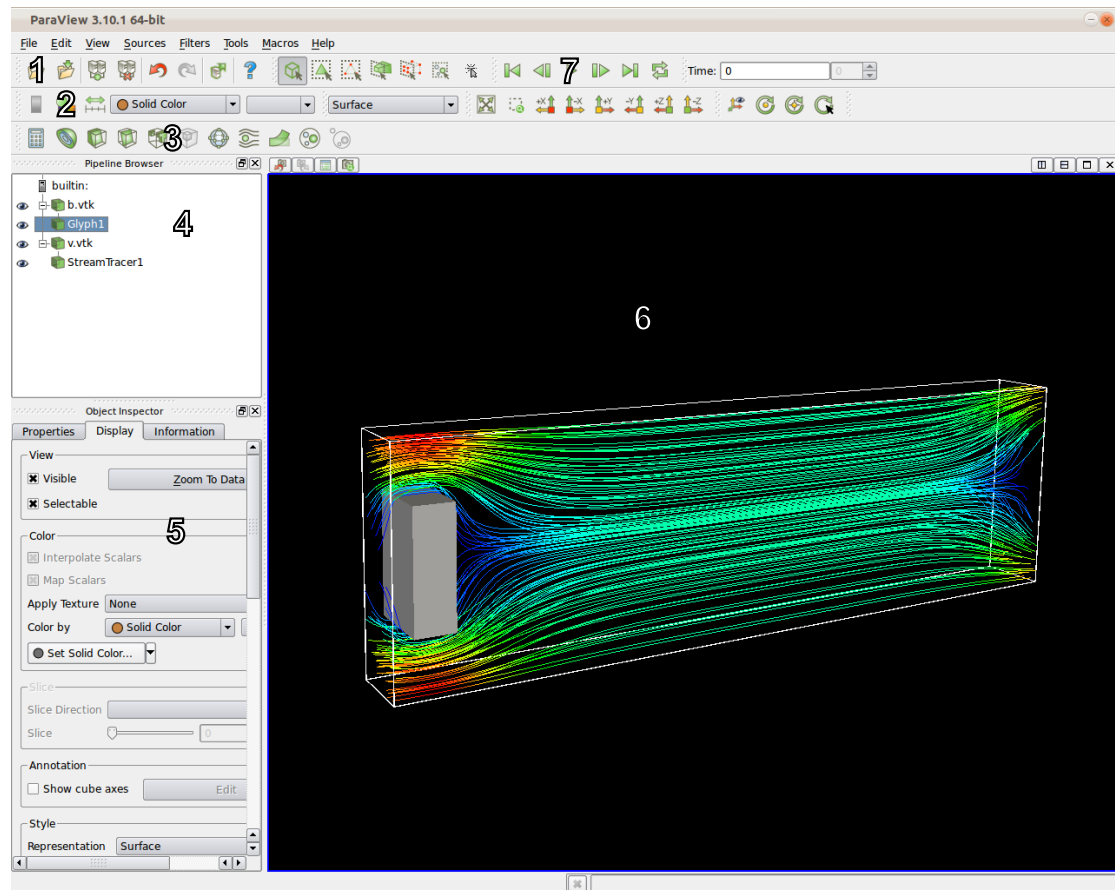 ParaView 3.10.1 64-bit
File Edit View Sources Filters Tools Macros Help
1 ? 7 Time: 0 0
2 Solid Color Surface +X -X +Y -Y +Z -Z
3
Pipeline Browser
builtin:
b.vtk
Glyph1
4
v.vtk
StreamTracer1
6
Object Inspector
Properties Display Information
View
Visible Zoom To Data
Selectable
5
Color
Interpolate Scalars
Map Scalars
Apply Texture None
Color by Solid Color
Set Solid Color...
Slice
Slice Direction
Slice 0
Annotation
Show cube axes Edit
Style
Representation Surface